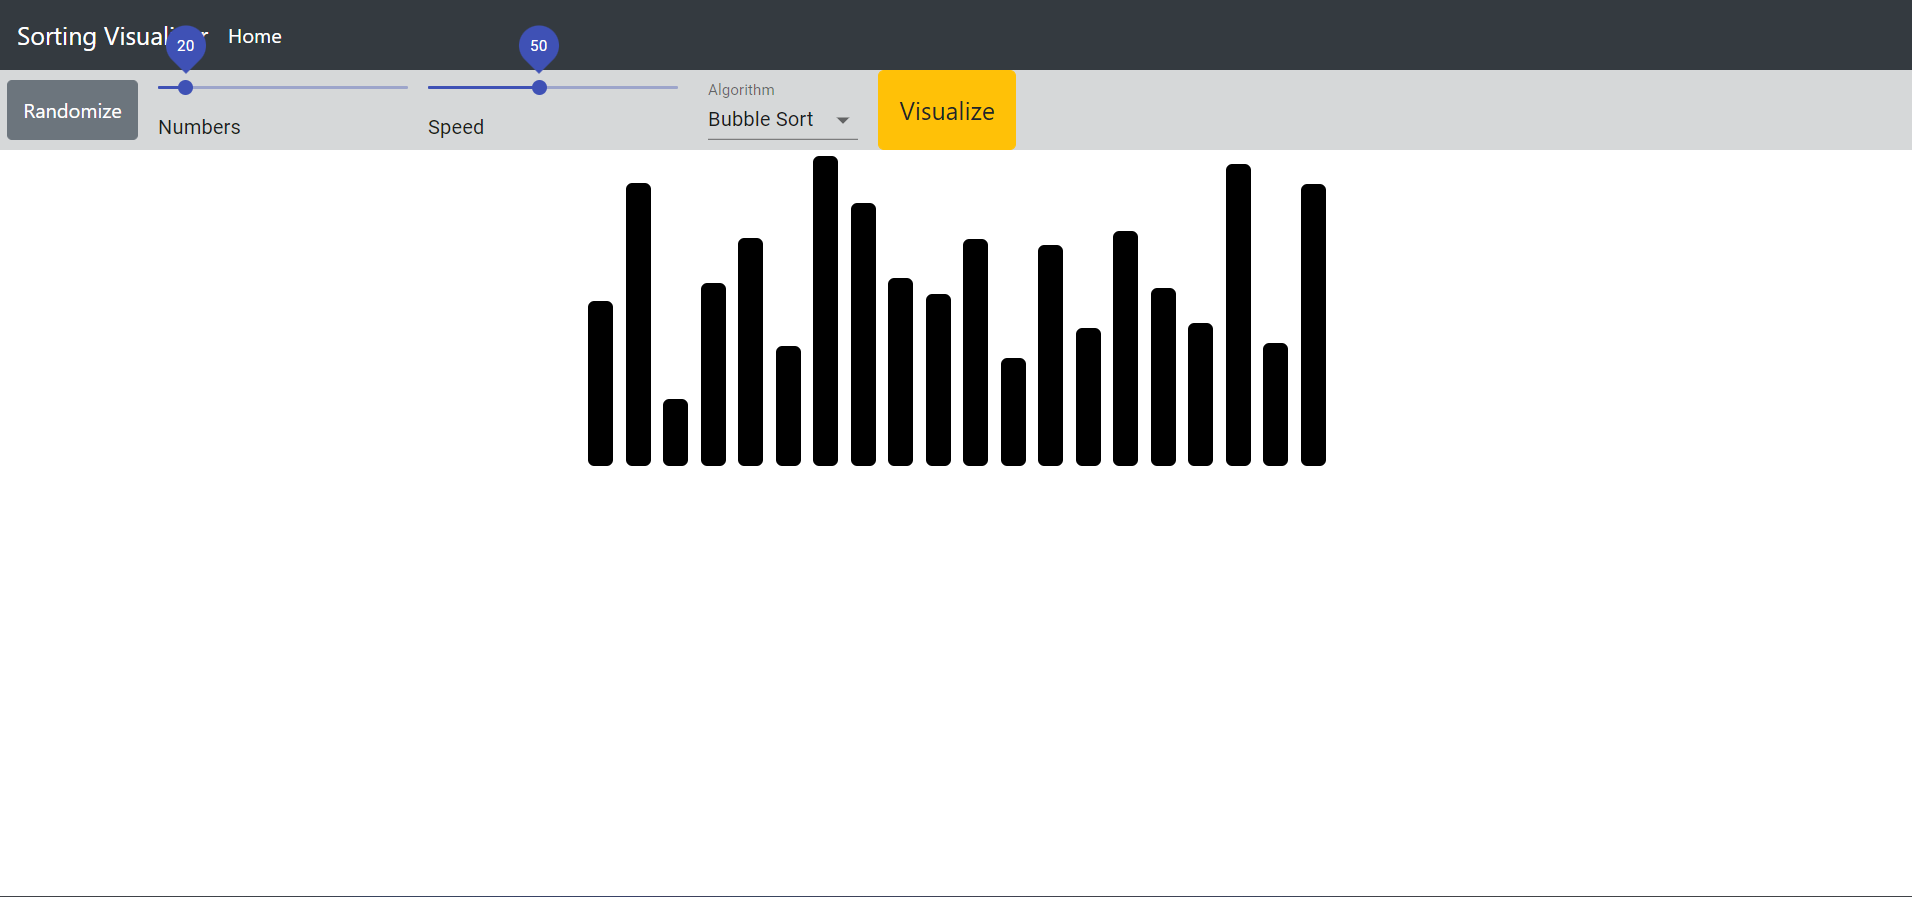 Sorting Visual r Home
20
50
Randomize
Numbers
Speed
Algorithm
Bubble Sort
Visualize